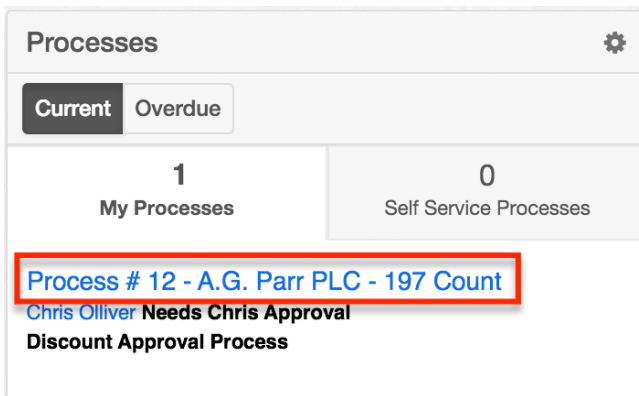 Processes
Current Overdue
1 0
My Processes Self Service Processes
Process # 12 - A.G. Parr PLC - 197 Count
Chris Olliver Needs Chris Approval
Discount Approval Process